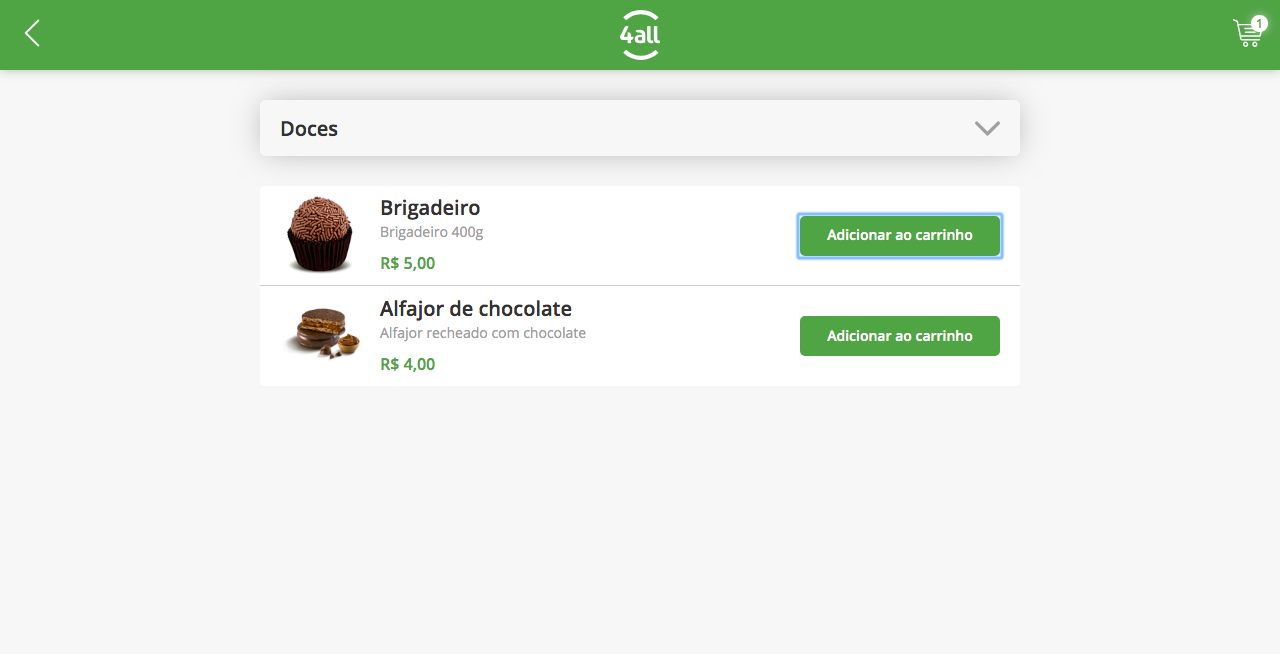 4all
1
Doces
Brigadeiro
Brigadeiro 400g
R$ 5,00
Adicionar ao carrinho
Alfajor de chocolate
Alfajor recheado com chocolate
R$ 4,00
Adicionar ao carrinho